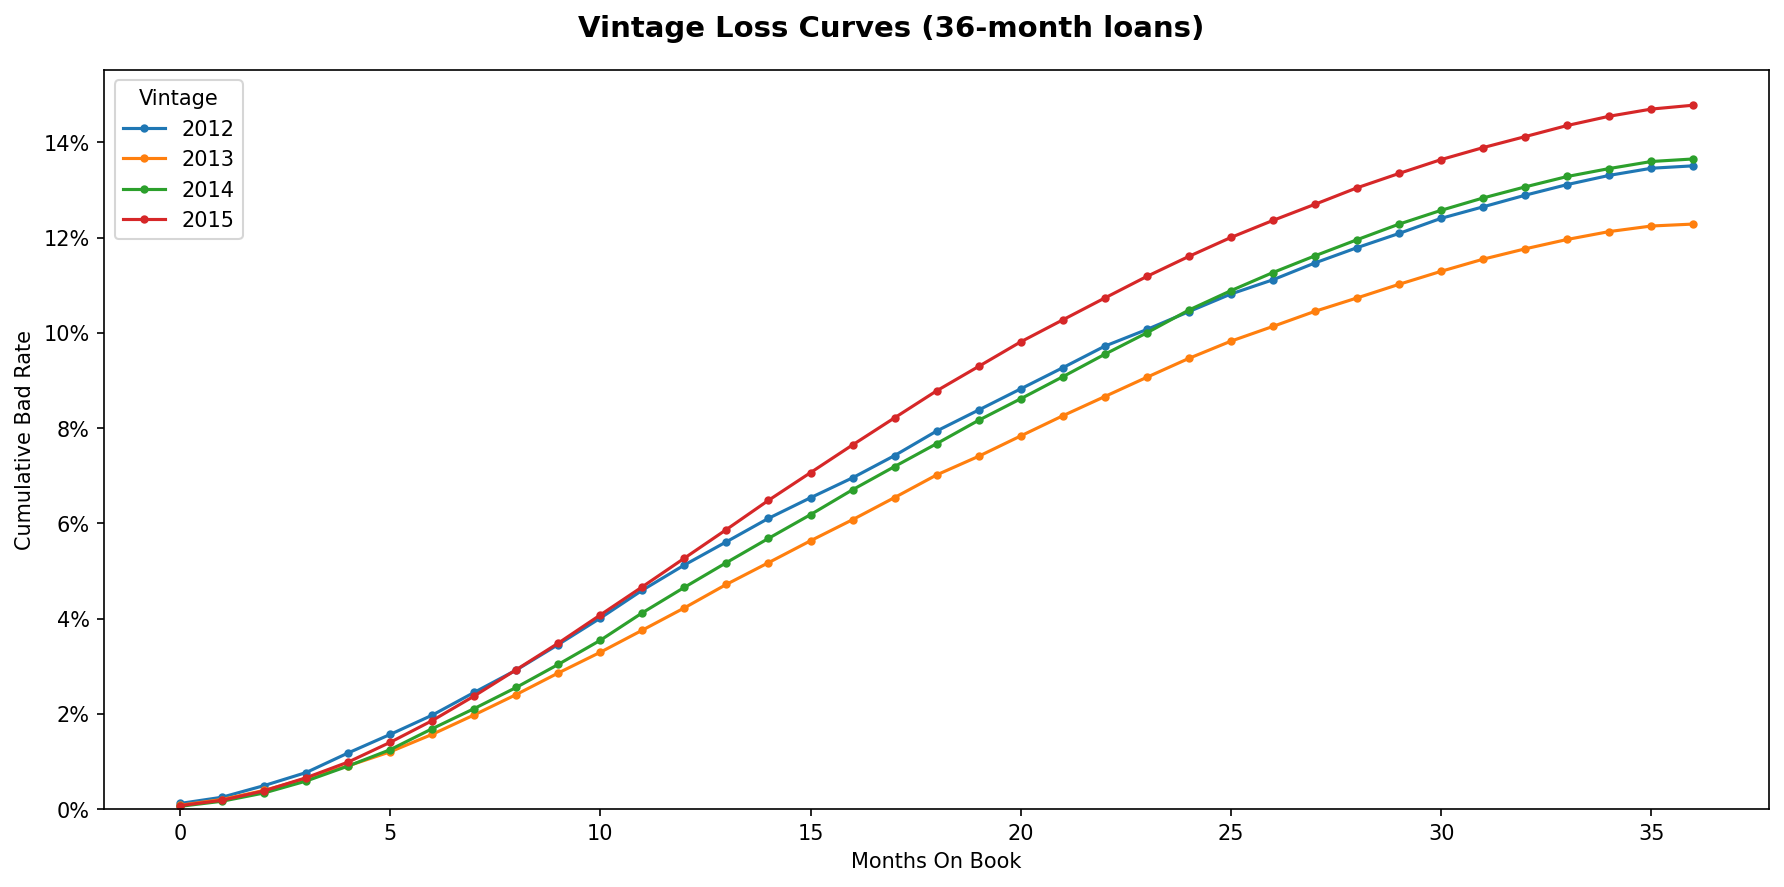 Vintage Loss Curves (36-month loans)
Vintage
2012
2013
2014
2015
14%
12%
10%
8%
6%
4%
2%
0%
Cumulative Bad Rate
0 5 10 15 20 25 30 35
Months On Book